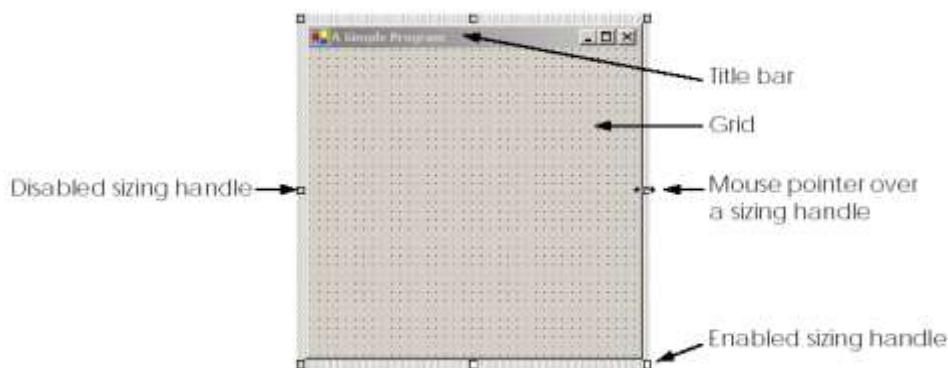 A Simple Program
Title bar
Grid
Disabled sizing handle
Mouse pointer over
a sizing handle
Enabled sizing handle